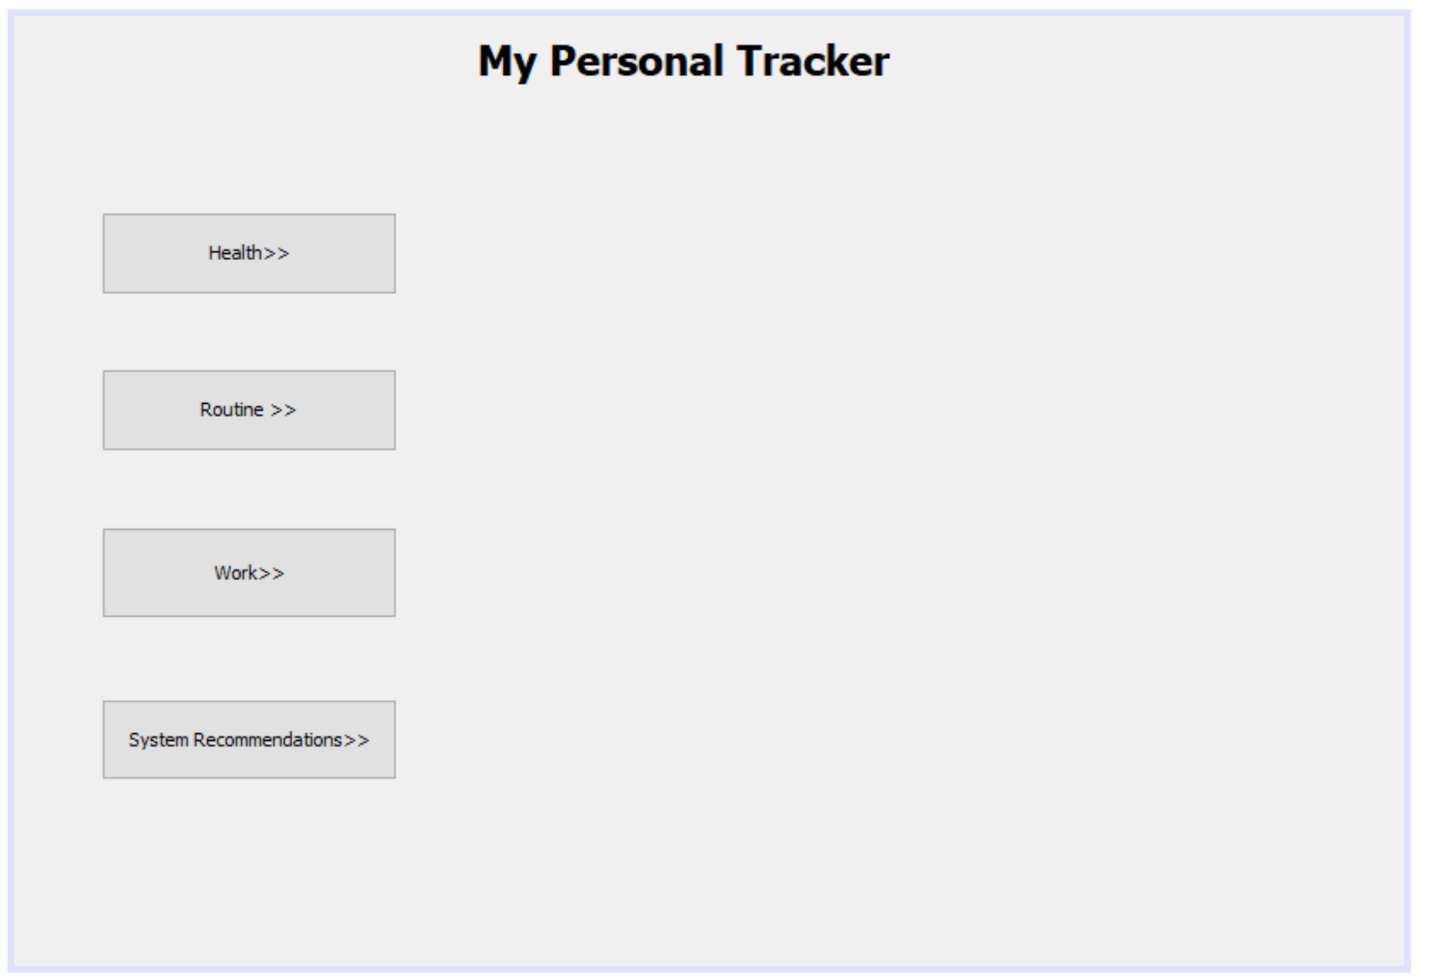 My Personal Tracker
Health>>
Routine >>
Work>>
System Recommendations>>